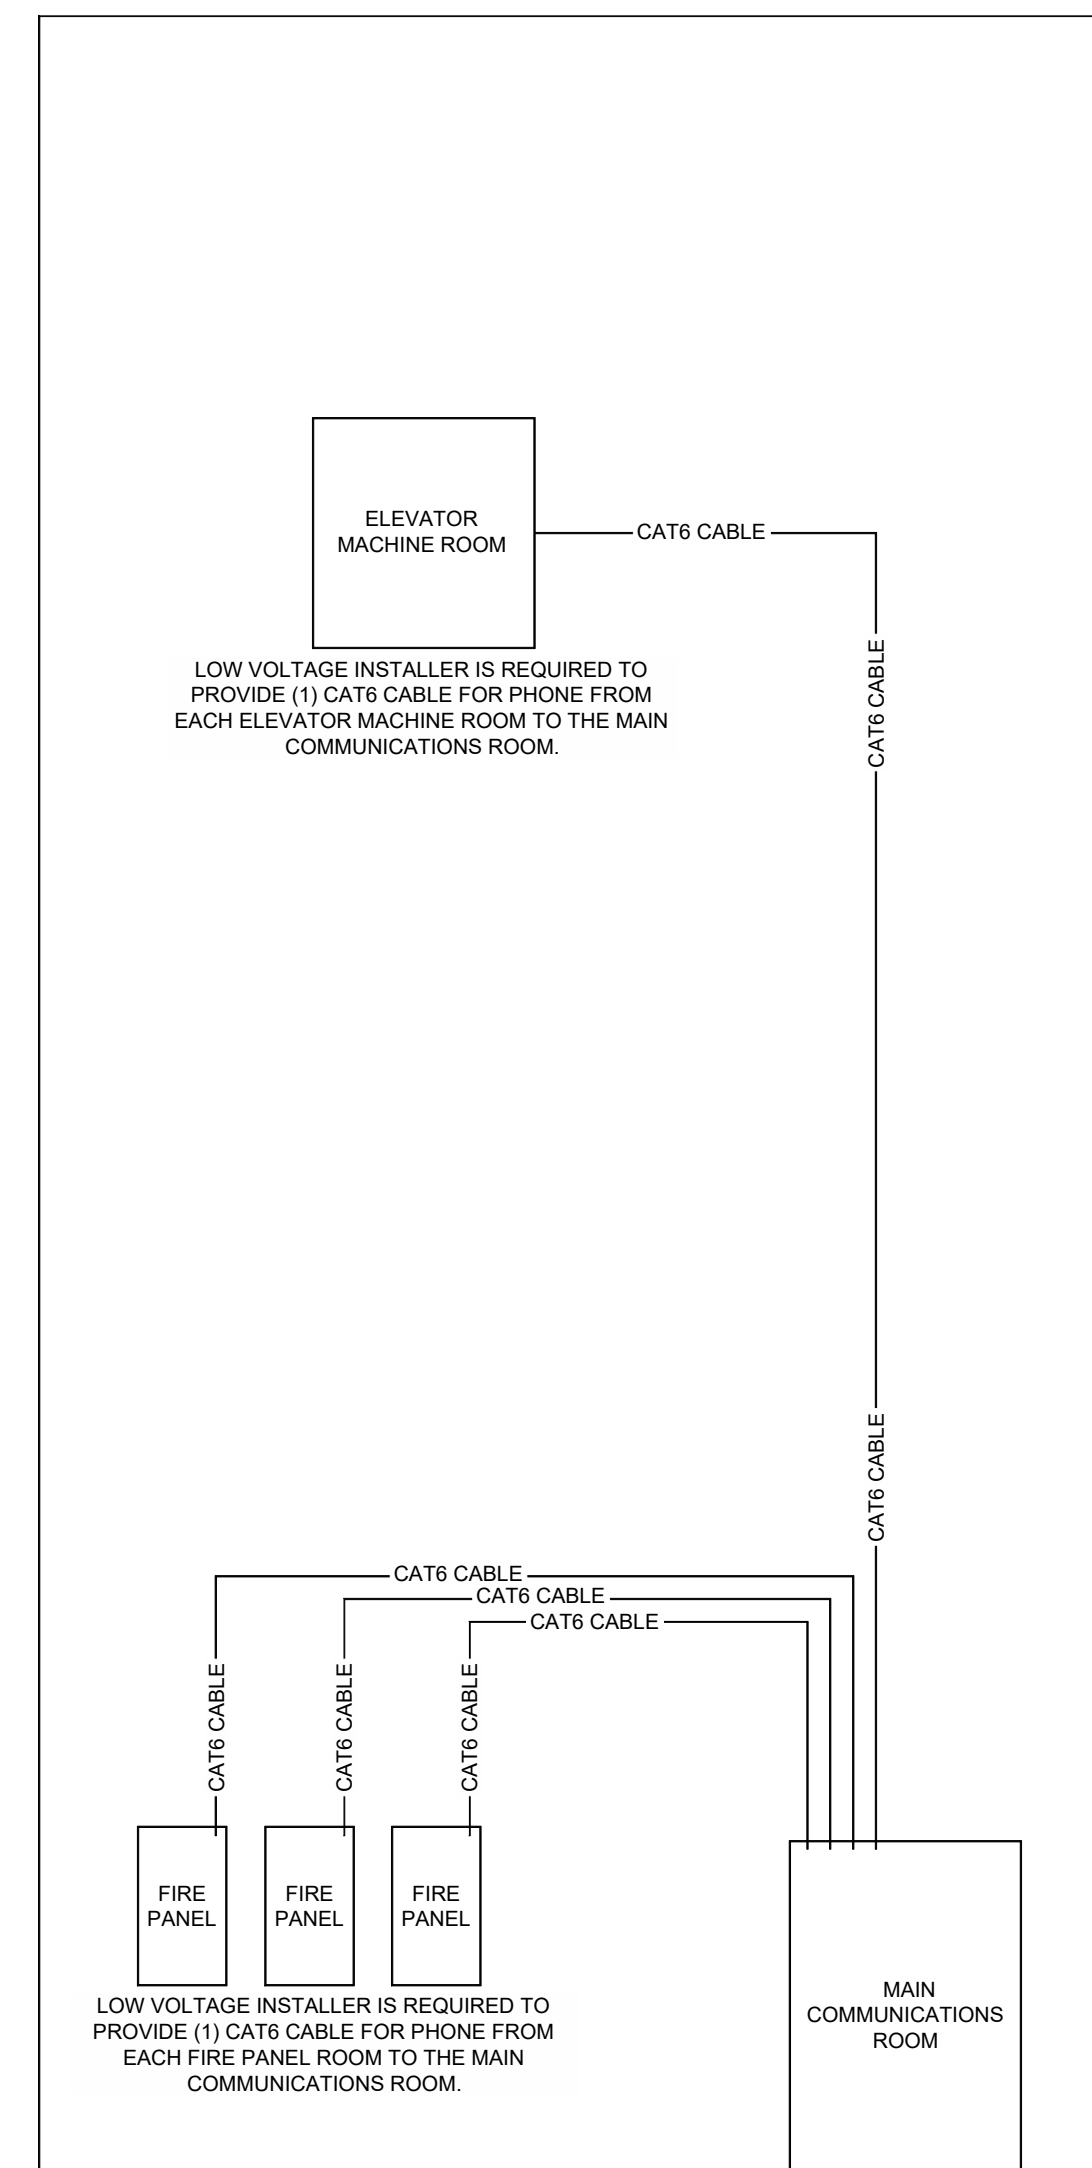 ELEVATOR
MACHINE ROOM
CAT6 CABLE
LOW VOLTAGE INSTALLER IS REQUIRED TO
PROVIDE (1) CAT6 CABLE FOR PHONE FROM
EACH ELEVATOR MACHINE ROOM TO THE MAIN
COMMUNICATIONS ROOM.
CAT6 CABLE
CAT6 CABLE
CAT6 CABLE
CAT6 CABLE
CAT6 CABLE
CAT6 CABLE
CAT6 CABLE
CAT6 CABLE
FIRE
PANEL
FIRE
PANEL
FIRE
PANEL
LOW VOLTAGE INSTALLER IS REQUIRED TO
PROVIDE (1) CAT6 CABLE FOR PHONE FROM
EACH FIRE PANEL ROOM TO THE MAIN
COMMUNICATIONS ROOM.
MAIN
COMMUNICATIONS
ROOM